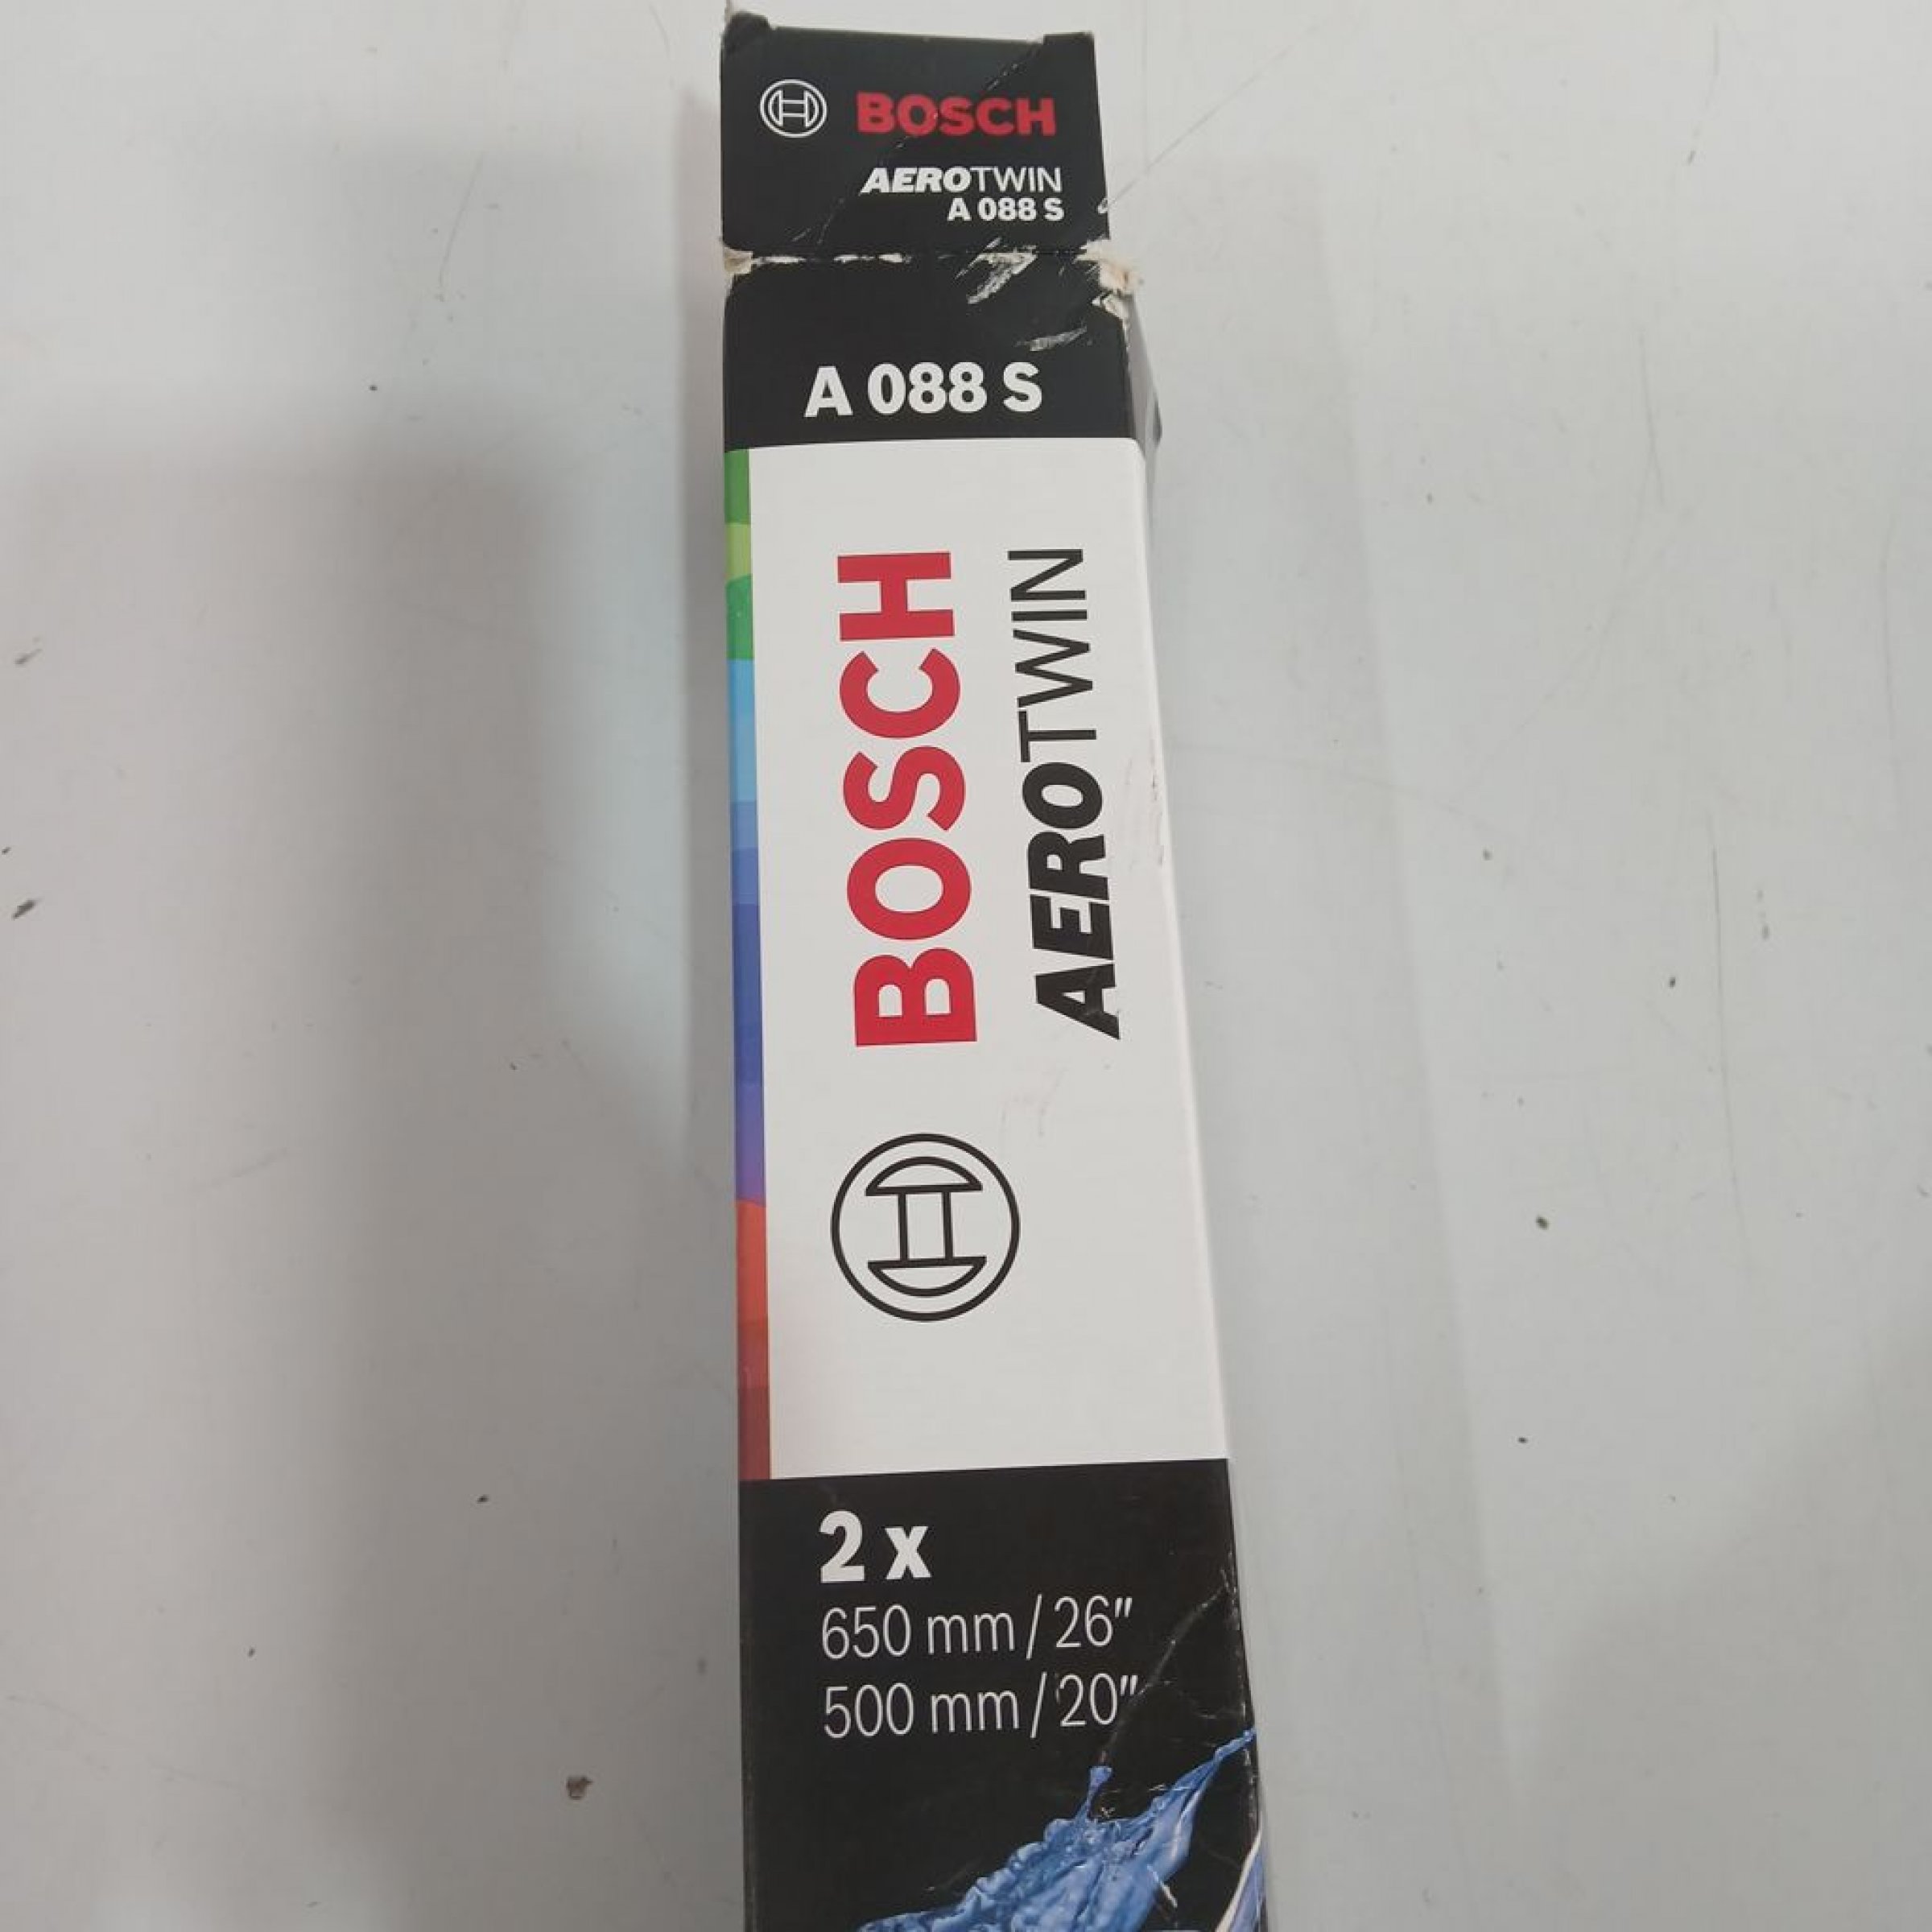 BOSCH
AEROTWIN
A 088 S
A 088 S
BOSCH
AEROTWIN
2 x
650 mm / 26"
500 mm / 20"